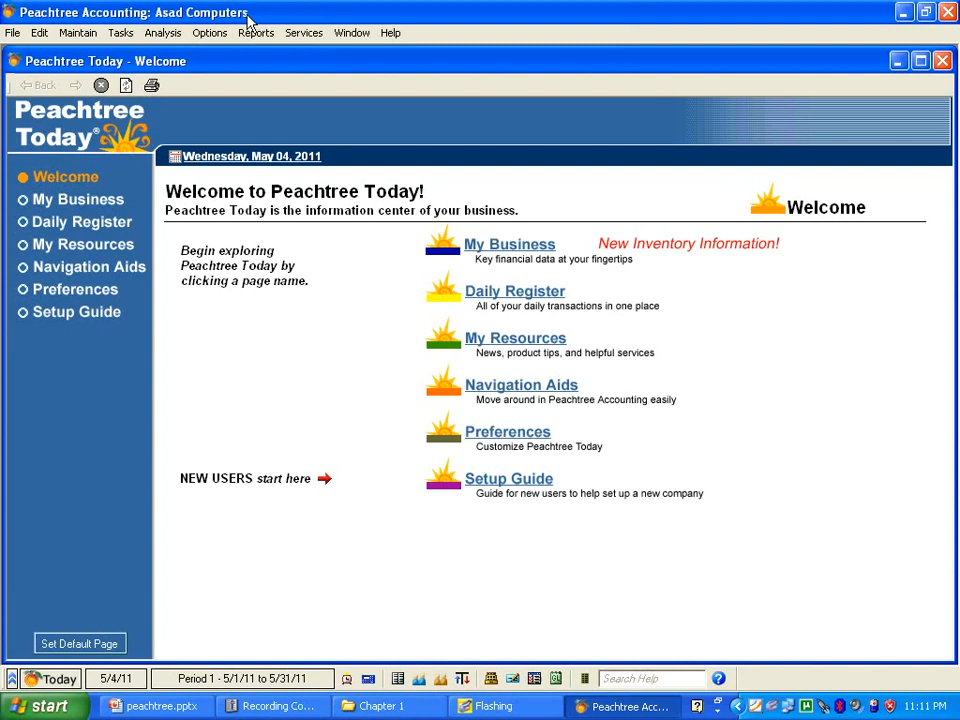 Peachtree Accounting: Asad Computers
File Edit Maintain Tasks Analysis Options Reports Services Window Help
Peachtree Today - Welcome
Back
Peachtree
Today®
Wednesday, May 04, 2011
Welcome
My Business
Daily Register
My Resources
Navigation Aids
Preferences
Setup Guide
Set Default Page
Welcome to Peachtree Today!
Peachtree Today is the information center of your business.
Welcome
Begin exploring
Peachtree Today by
clicking a page name.
My Business New Inventory Information!
Key financial data at your fingertips
Daily Register
All of your daily transactions in one place
My Resources
News, product tips, and helpful services
Navigation Aids
Move around in Peachtree Accounting easily
Preferences
Customize Peachtree Today
NEW USERS start here
Setup Guide
Guide for new users to help set up a new company
Today 5/4/11 Period 1 - 5/1/11 to 5/31/11 Search Help
start peachtree.pptx Recording Co... Chapter 1 Flashing Peachtree Acc... 11:11 PM